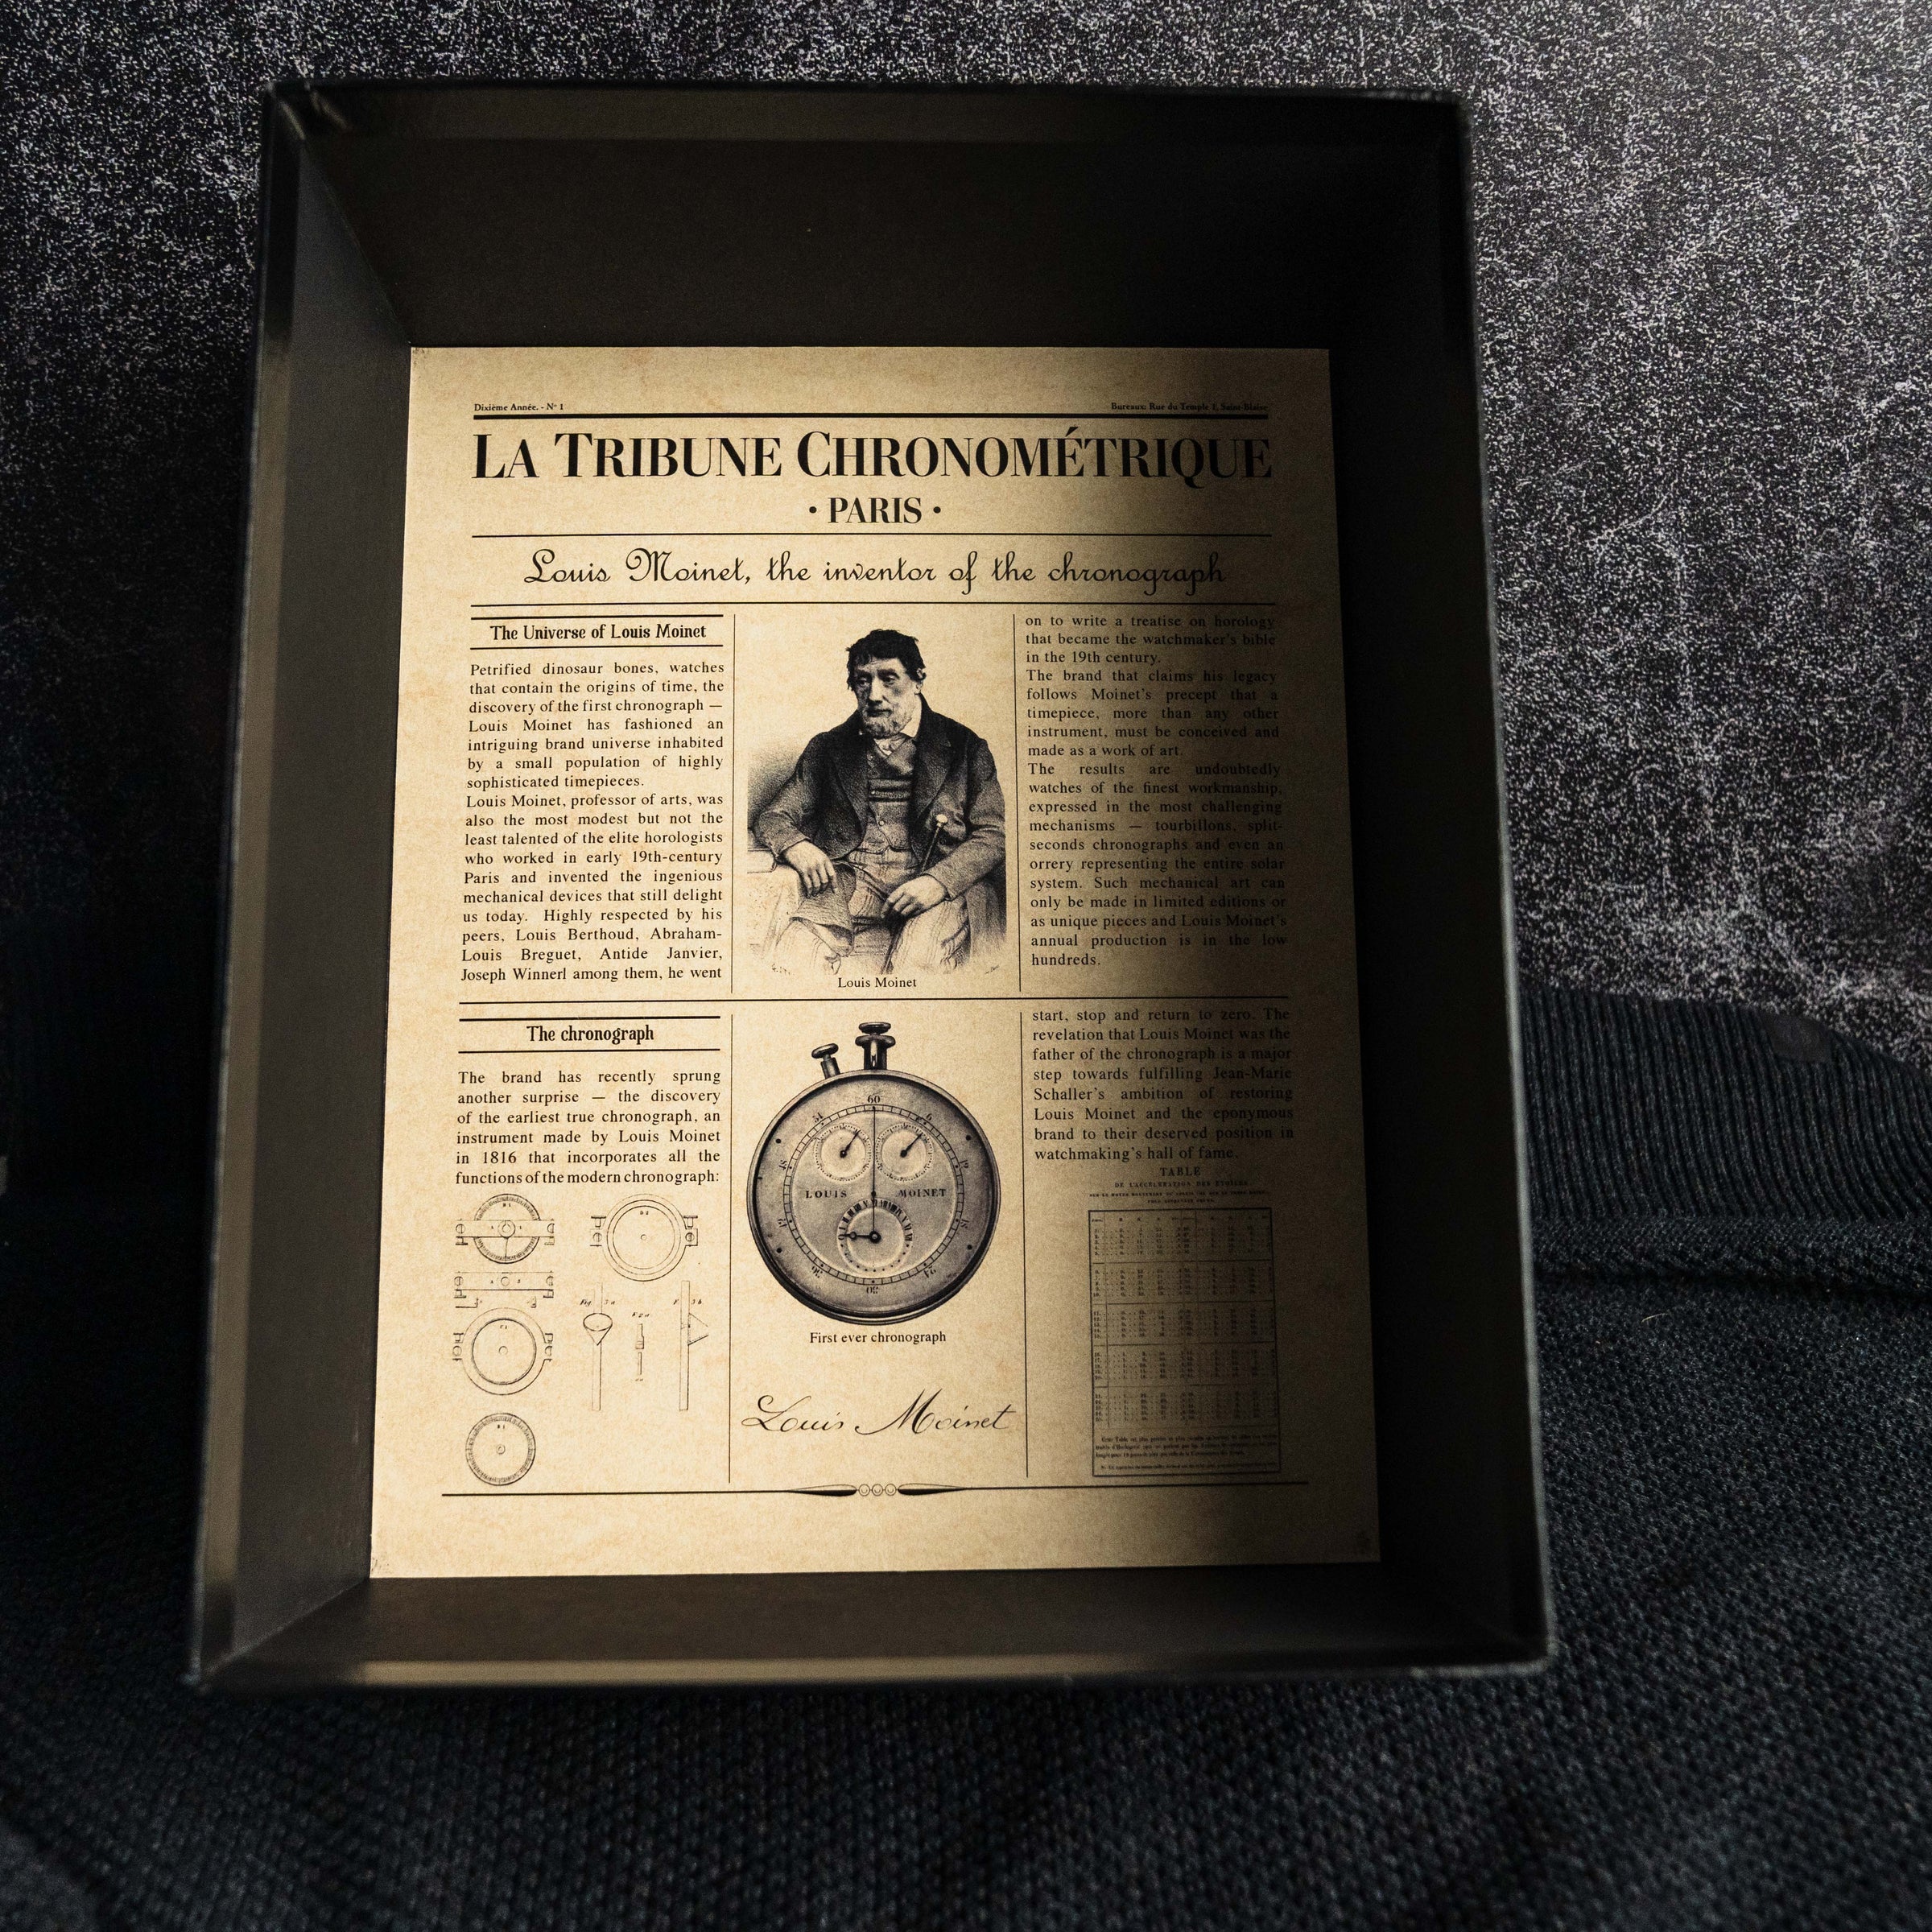 Dixième Année. - N° 1
Bureaux: Rue du Temple 1, Saint-Blaise
LA TRIBUNE CHRONOMÉTRIQUE
• PARIS •
Louis Moinet, the inventor of the chronograph
The Universe of Louis Moinet
Petrified dinosaur bones, watches
that contain the origins of time, the
discovery of the first chronograph —
Louis Moinet has fashioned an
intriguing brand universe inhabited
by a small population of highly
sophisticated timepieces.
Louis Moinet, professor of arts, was
also the most modest but not the
least talented of the elite horologists
who worked in early 19th-century
Paris and invented the ingenious
mechanical devices that still delight
us today. Highly respected by his
peers, Louis Berthoud, Abraham-
Louis Breguet, Antide Janvier,
Joseph Winnerl among them, he went
Louis Moinet
on to write a treatise on horology
that became the watchmaker's bible
in the 19th century.
The brand that claims his legacy
follows Moinet's precept that a
timepiece, more than any other
instrument, must be conceived and
made as a work of art.
The results are undoubtedly
watches of the finest workmanship,
expressed in the most challenging
mechanisms — tourbillons, split-
seconds chronographs and even an
orrery representing the entire solar
system. Such mechanical art can
only be made in limited editions or
as unique pieces and Louis Moinet's
annual production is in the low
hundreds.
The chronograph
The brand has recently sprung
another surprise — the discovery
of the earliest true chronograph, an
instrument made by Louis Moinet
in 1816 that incorporates all the
functions of the modern chronograph:
60
54
6
LOUIS MOINET
First ever chronograph
Louis Moinet
start, stop and return to zero. The
revelation that Louis Moinet was the
father of the chronograph is a major
step towards fulfilling Jean-Marie
Schaller's ambition of restoring
Louis Moinet and the eponymous
brand to their deserved position in
watchmaking's hall of fame.
TABLE
DE L'ACCÉLÉRATION DES ÉTOILES